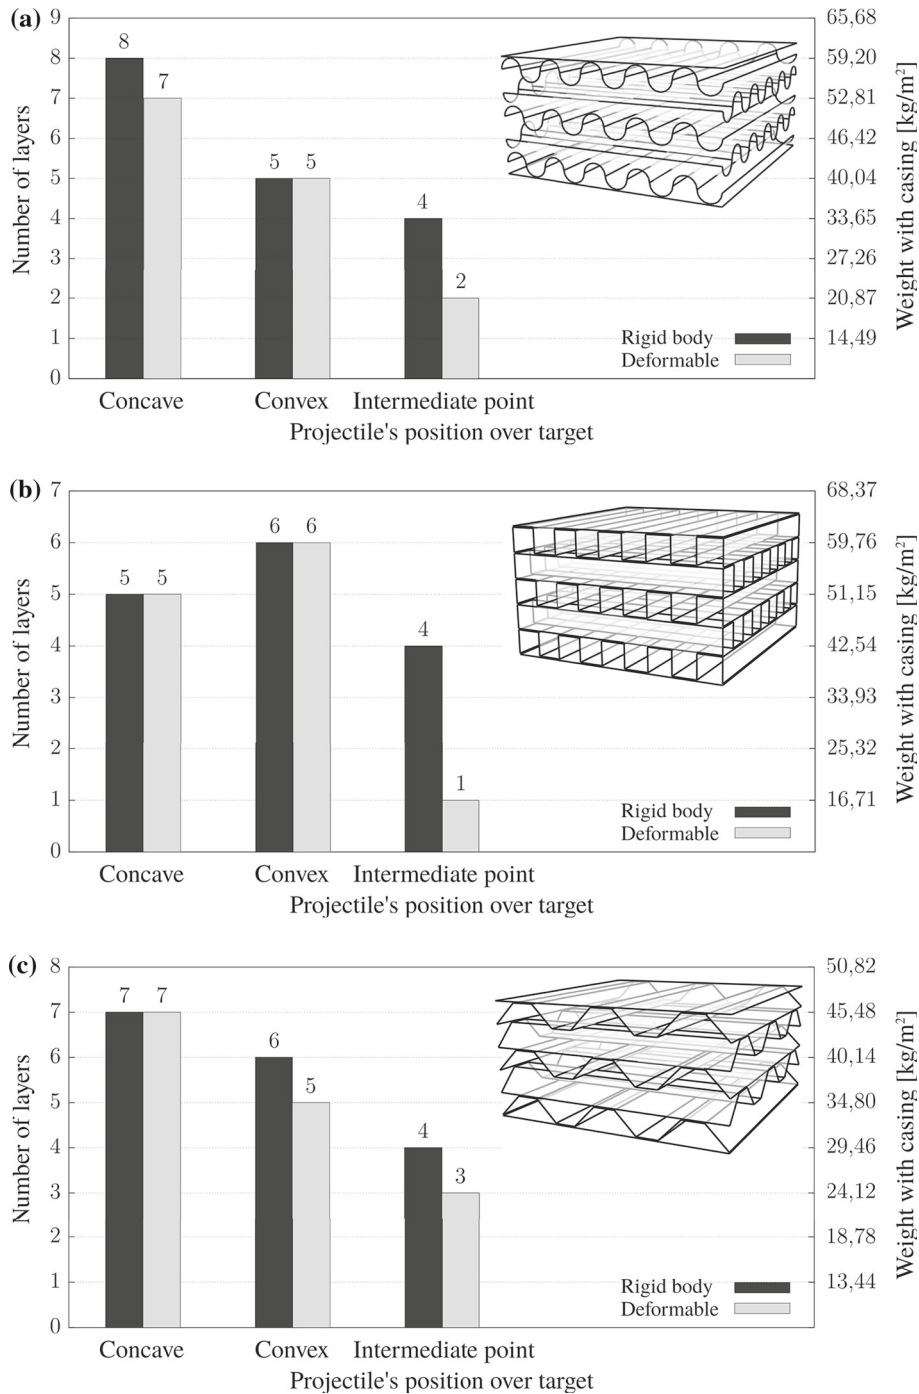 (a)
Number of layers
9
8
7
6
5
4
3
2
1
0
8
7
5
5
4
2
65,68
59,20
52,81
46,42
40,04
33,65
27,26
20,87
14,49
Weight with casing [kg/m²]
Rigid body
Deformable
Concave
Convex
Intermediate point
Projectile's position over target
(b)
Number of layers
7
6
5
4
3
2
1
0
5
5
6
6
4
1
68,37
59,76
51,15
42,54
33,93
25,32
16,71
Weight with casing [kg/m²]
Rigid body
Deformable
Concave
Convex
Intermediate point
Projectile's position over target
(c)
Number of layers
8
7
6
5
4
3
2
1
0
7
7
6
5
4
3
50,82
45,48
40,14
34,80
29,46
24,12
18,78
13,44
Weight with casing [kg/m²]
Rigid body
Deformable
Concave
Convex
Intermediate point
Projectile's position over target